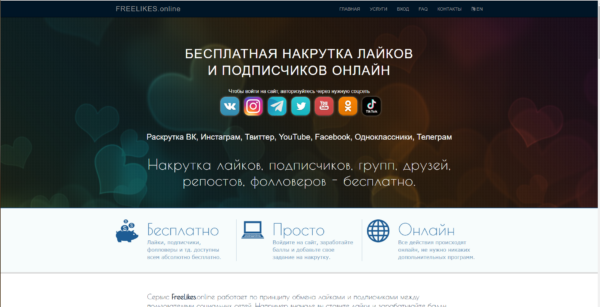 FREELIKES.online
ГЛАВНАЯ УСЛУГИ ВХОД FAQ КОНТАКТЫ EN
БЕСПЛАТНАЯ НАКРУТКА ЛАЙКОВ
И ПОДПИСЧИКОВ ОНЛАЙН
Чтобы войти на сайт, авторизуйтесь через нужную соцсеть
You
Tube
TikTok
Раскрутка ВК, Инстаграм, Твиттер, YouTube, Facebook, Одноклассники, Телеграм
Накрутка лайков, подписчиков, групп, друзей,
репостов, фолловеров - бесплатно.
Бесплатно
Лайки, подписчики,
фолловеры и тд. доступны
всем абсолютно бесплатно.
Просто
Войдите на сайт, заработайте
баллы и добавьте свое
задание на накрутку.
Онлайн
Все действия происходят
онлайн, не нужно никаких
дополнительных программ.
Сервис FreeLikes.online работает по принципу обмена лайками и подписчиками между